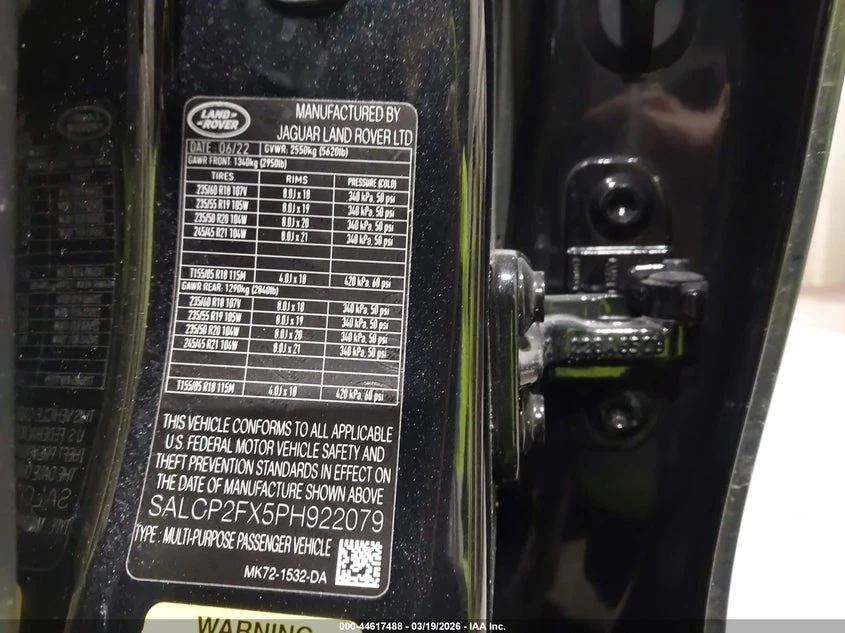 LAND ROVER
MANUFACTURED BY
JAGUAR LAND ROVER LTD
DATE: 06/22 GVWR: 2550kg (5620lb)
GAWR FRONT: 1340kg (2950lb)
TIRES RIMS PRESSURE (COLD)
235/60 R18 107V 8.0J x 18 340 kPa, 50 psi
235/55 R19 105W 8.0J x 19 340 kPa, 50 psi
235/50 R20 104W 8.0J x 20 340 kPa, 50 psi
245/45 R21 104W 8.0J x 21 340 kPa, 50 psi
T155/85 R18 115M 4.0J x 18 420 kPa, 60 psi
GAWR REAR: 1290kg (2840lb)
235/60 R18 107V 8.0J x 18 340 kPa, 50 psi
235/55 R19 105W 8.0J x 19 340 kPa, 50 psi
235/50 R20 104W 8.0J x 20 340 kPa, 50 psi
245/45 R21 104W 8.0J x 21 340 kPa, 50 psi
T155/85 R18 115M 4.0J x 18 420 kPa, 60 psi
THIS VEHICLE CONFORMS TO ALL APPLICABLE
U.S. FEDERAL MOTOR VEHICLE SAFETY AND
THEFT PREVENTION STANDARDS IN EFFECT ON
THE DATE OF MANUFACTURE SHOWN ABOVE
SALCP2FX5PH922079
TYPE : MULTI-PURPOSE PASSENGER VEHICLE
MK72-1532-DA
WARNING
000-44617488 - 03/19/2026 - IAA Inc.